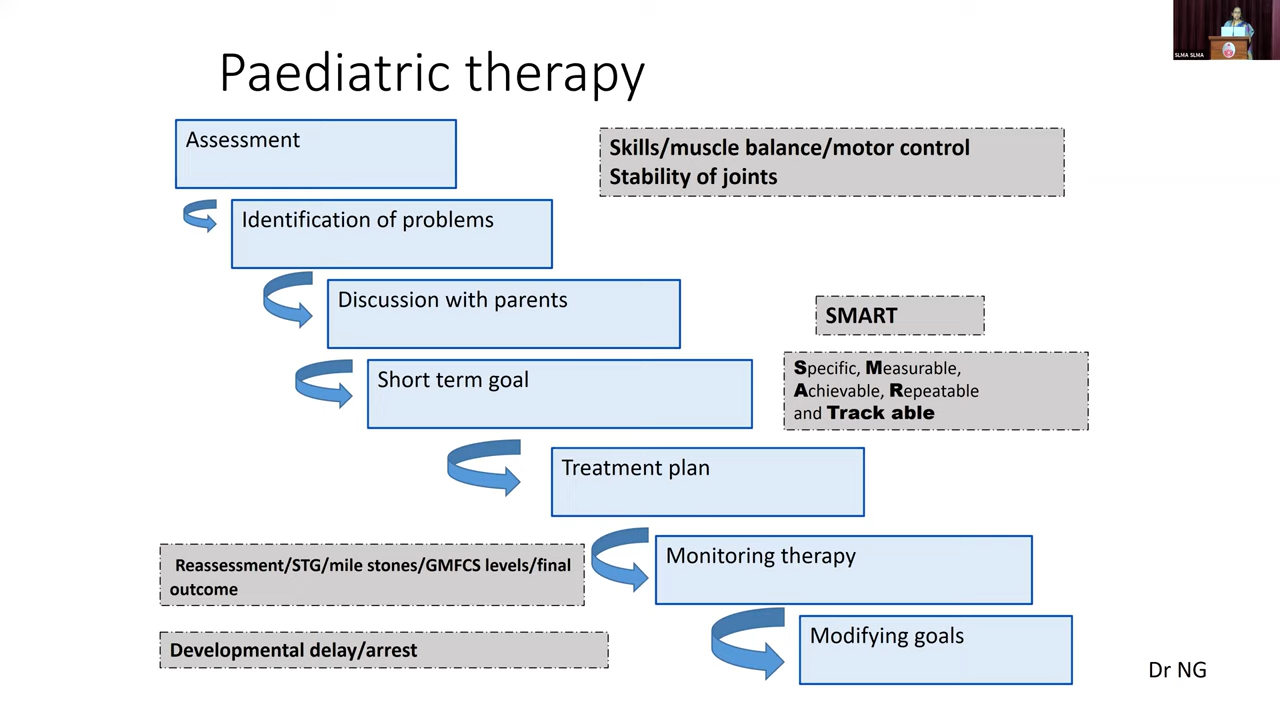 SLMA SLMA
Paediatric therapy
Assessment
Skills/muscle balance/motor control
Stability of joints
Identification of problems
Discussion with parents
SMART
Short term goal
Specific, Measurable,
Achievable, Repeatable
and Track able
Treatment plan
Monitoring therapy
Reassessment/STG/mile stones/GMFCS levels/final
outcome
Modifying goals
Developmental delay/arrest
Dr NG